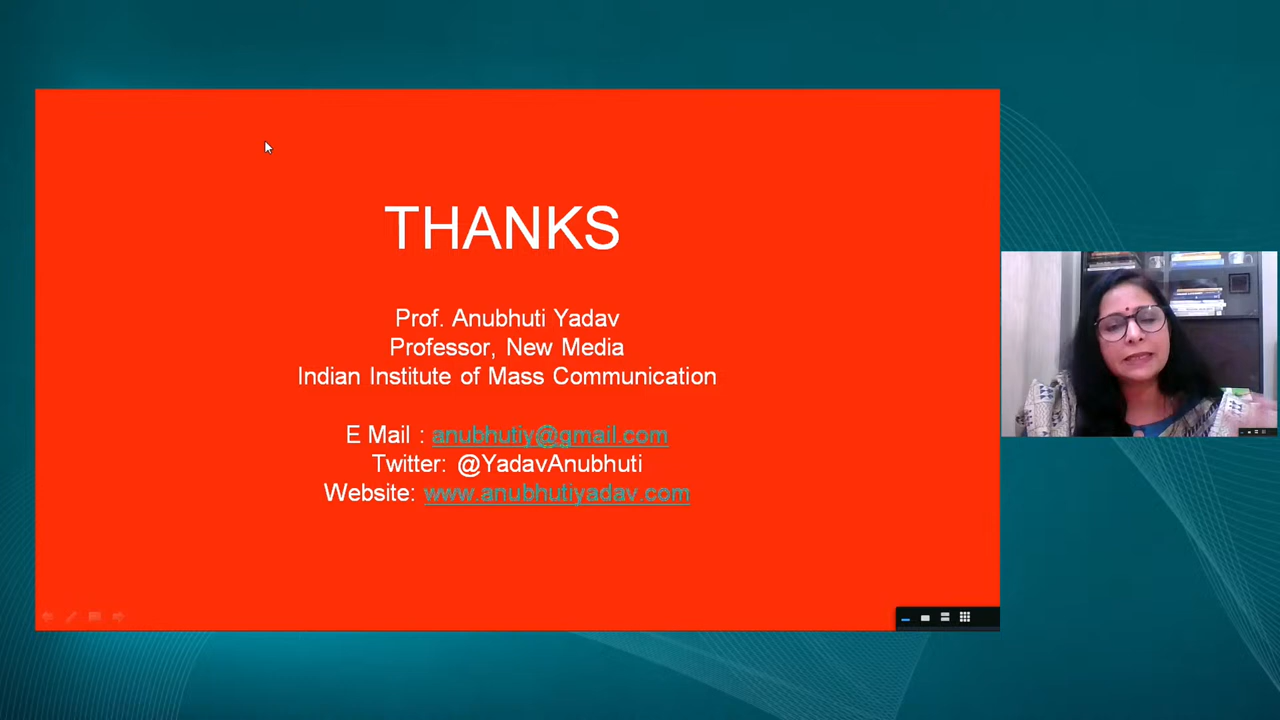 THANKS
Prof. Anubhuti Yadav
Professor, New Media
Indian Institute of Mass Communication
E Mail : anubhutiy@gmail.com
Twitter: @YadavAnubhuti
Website: www.anubhutiyadav.com